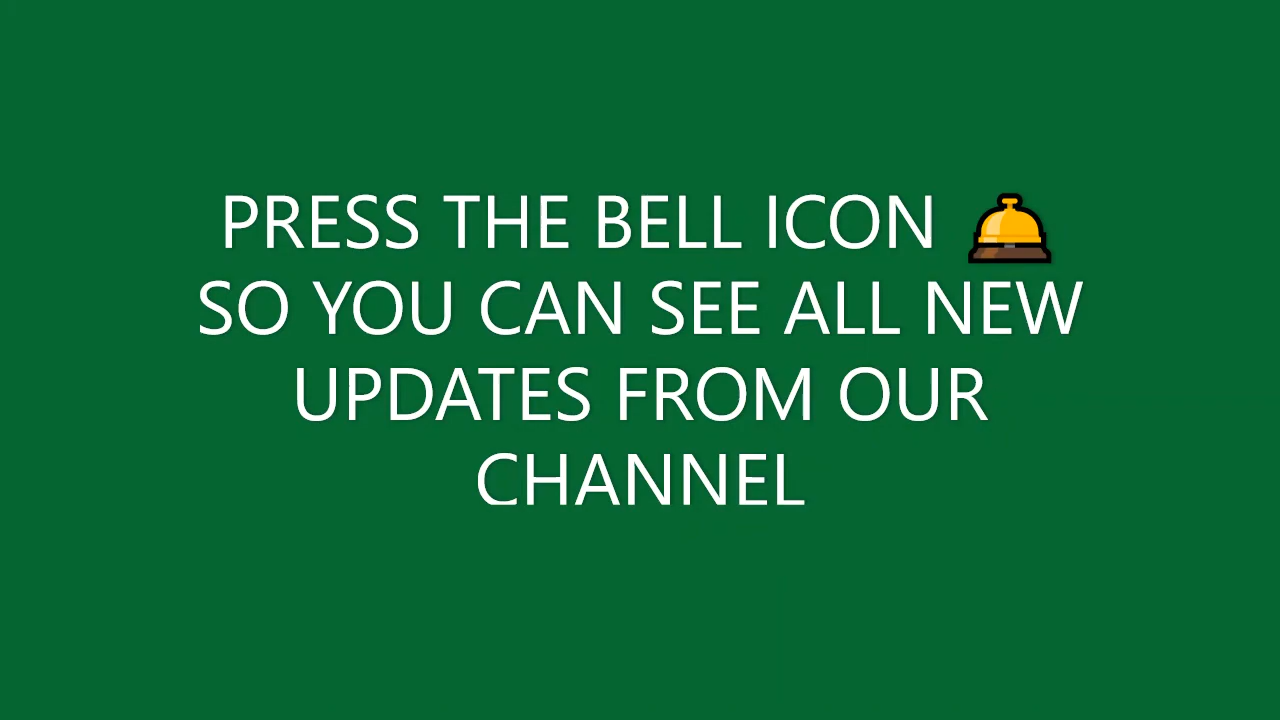 PRESS THE BELL ICON 🛎
SO YOU CAN SEE ALL NEW
UPDATES FROM OUR
CHANNEL